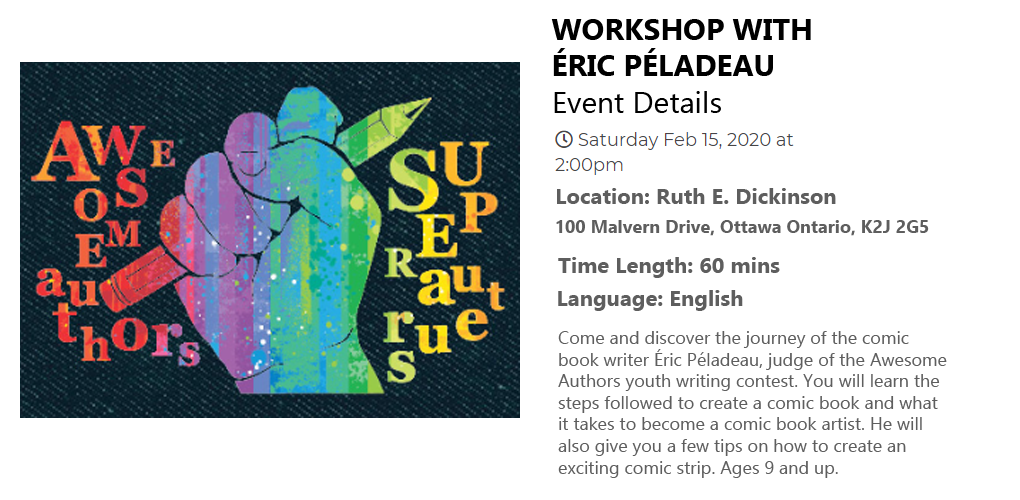 AWESOME
authors
SUPER
auteurs
WORKSHOP WITH
ÉRIC PÉLADEAU
Event Details
Saturday Feb 15, 2020 at
2:00pm
Location: Ruth E. Dickinson
100 Malvern Drive, Ottawa Ontario, K2J 2G5
Time Length: 60 mins
Language: English
Come and discover the journey of the comic
book writer Éric Péladeau, judge of the Awesome
Authors youth writing contest. You will learn the
steps followed to create a comic book and what
it takes to become a comic book artist. He will
also give you a few tips on how to create an
exciting comic strip. Ages 9 and up.